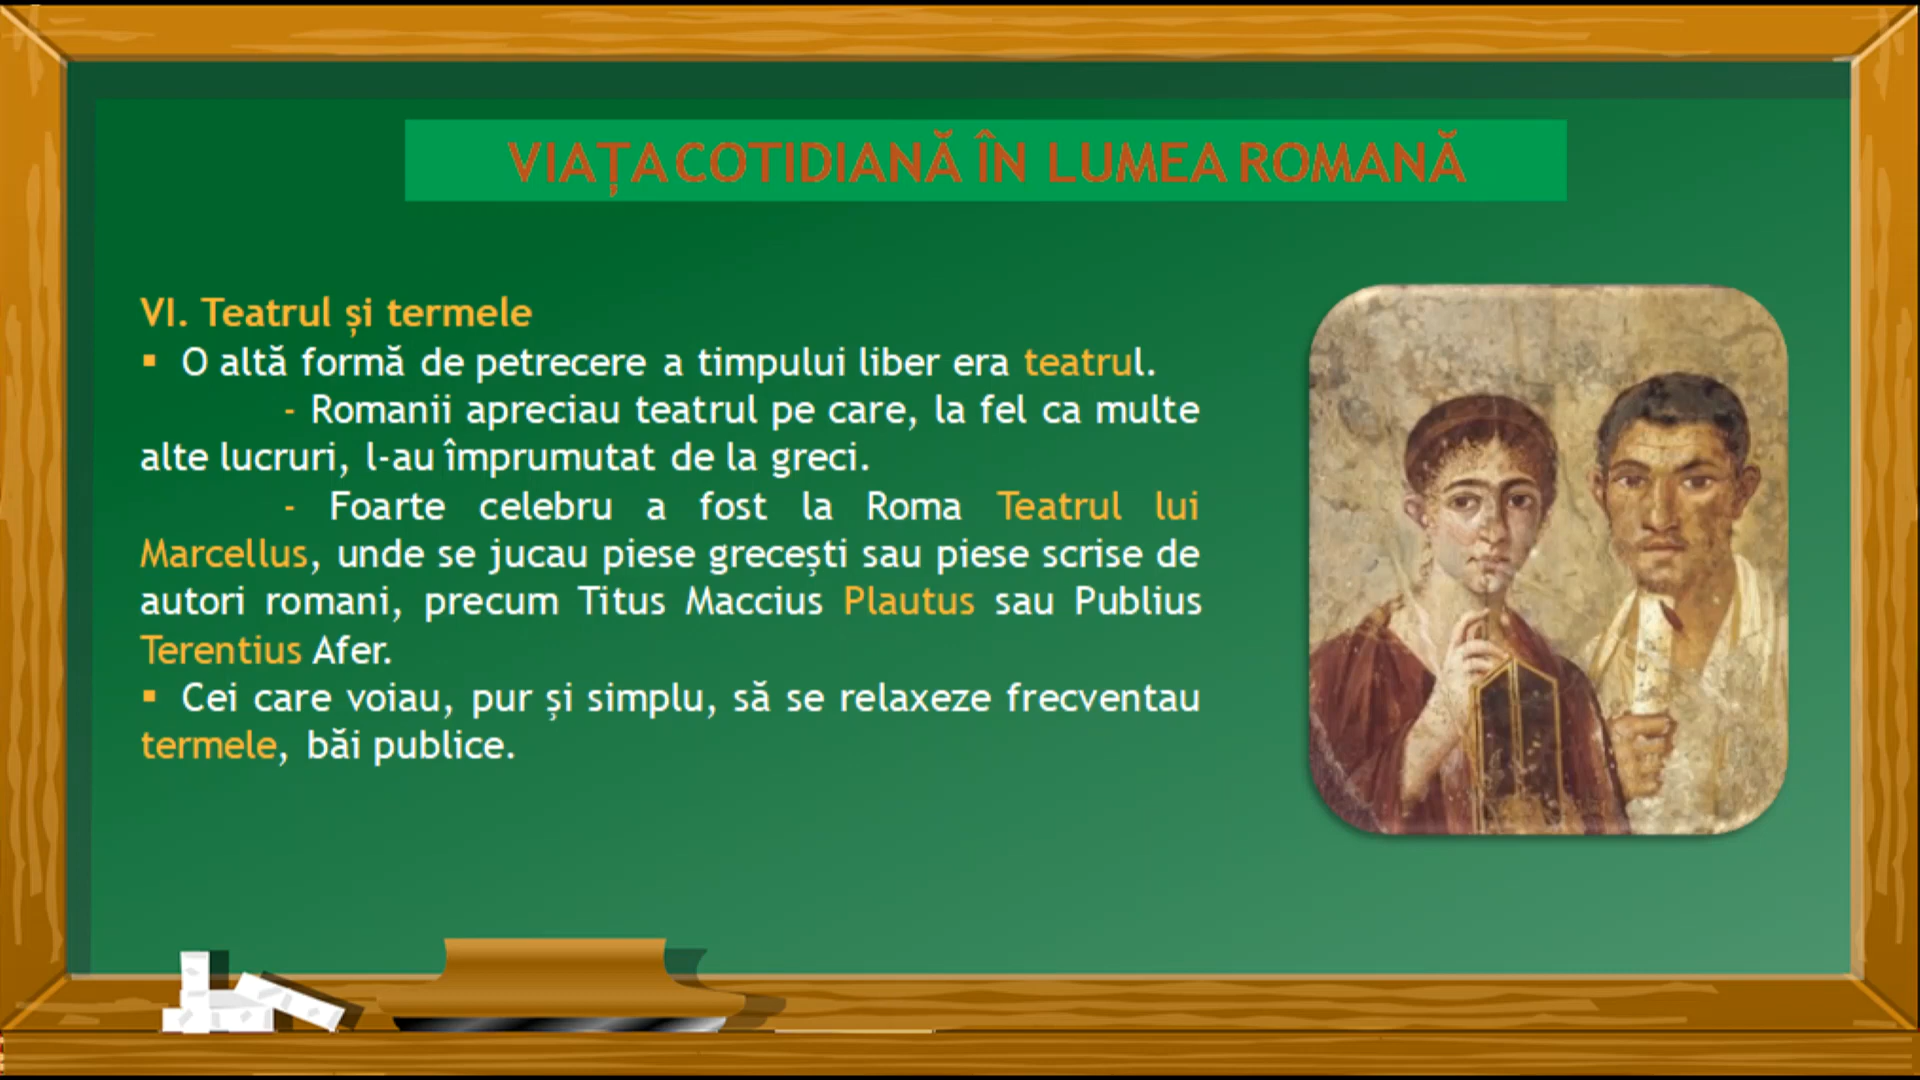 VIAȚA COTIDIANĂ ÎN LUMEA ROMANĂ
VI. Teatrul și termele
▪ O altă formă de petrecere a timpului liber era teatrul.
- Romanii apreciau teatrul pe care, la fel ca multe
alte lucruri, l-au împrumutat de la greci.
- Foarte celebru a fost la Roma Teatrul lui
Marcellus, unde se jucau piese grecești sau piese scrise de
autori romani, precum Titus Maccius Plautus sau Publius
Terentius Afer.
▪ Cei care voiau, pur și simplu, să se relaxeze frecventau
termele, băi publice.